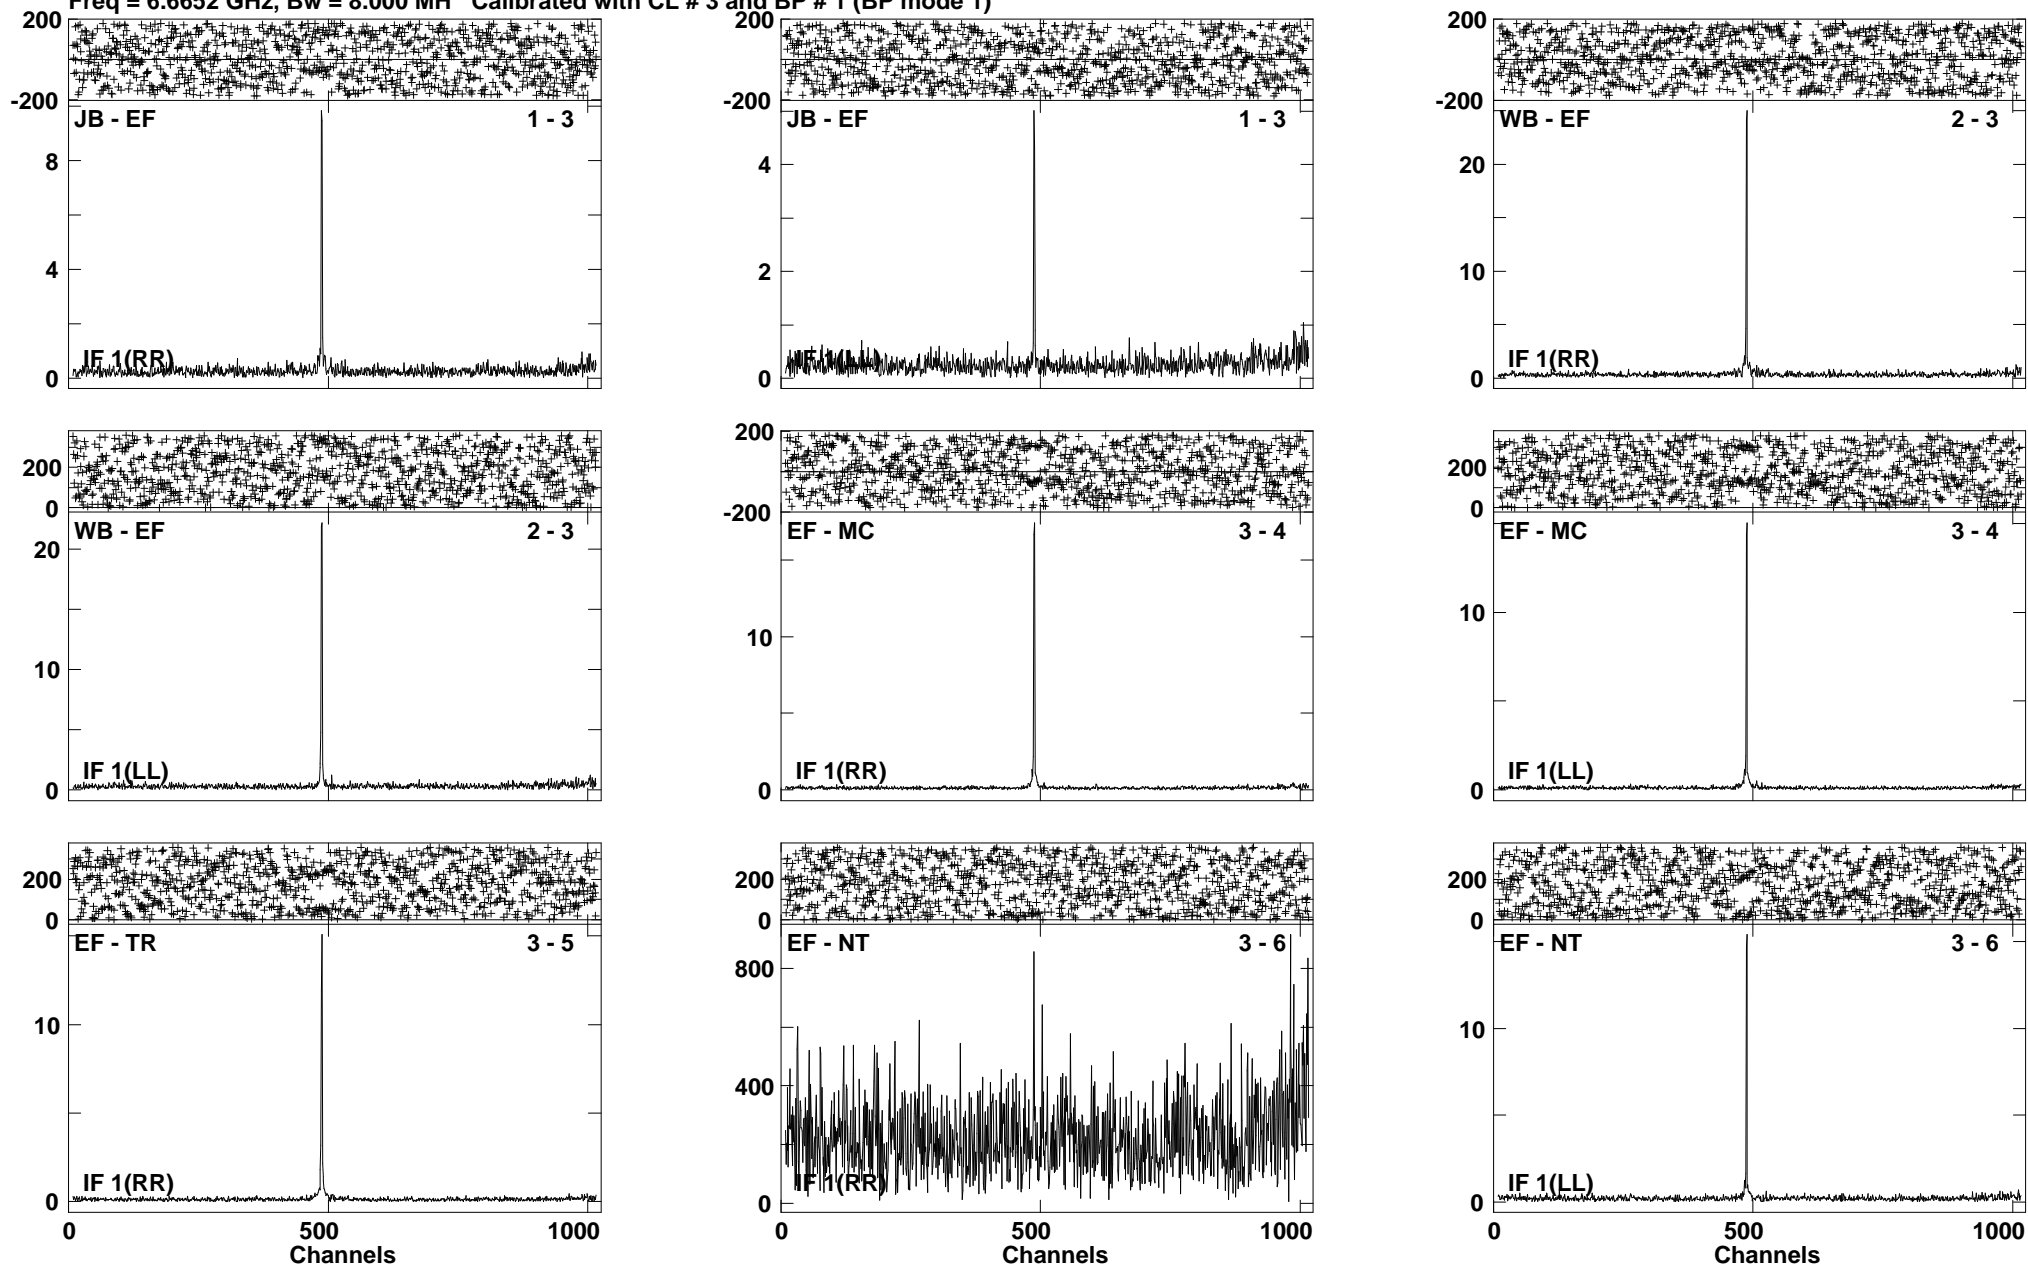 Freq = 6.6652 GHz, Bw = 8.000 MH Calibrated with CL # 3 and BP # 1 (BP mode 1)
200
-200
JB - EF 1 - 3
8
4
0
IF 1(RR)
200
-200
JB - EF 1 - 3
4
2
0
IF 1(LL)
200
-200
WB - EF 2 - 3
20
10
0
IF 1(RR)
200
0
WB - EF 2 - 3
20
10
0
IF 1(LL)
200
-200
EF - MC 3 - 4
10
0
IF 1(RR)
200
0
EF - MC 3 - 4
10
0
IF 1(LL)
200
0
EF - TR 3 - 5
10
0
IF 1(RR)
0 500 1000
Channels
200
0
EF - NT 3 - 6
800
400
0
IF 1(RR)
0 500 1000
Channels
200
0
EF - NT 3 - 6
10
0
IF 1(LL)
0 500 1000
Channels